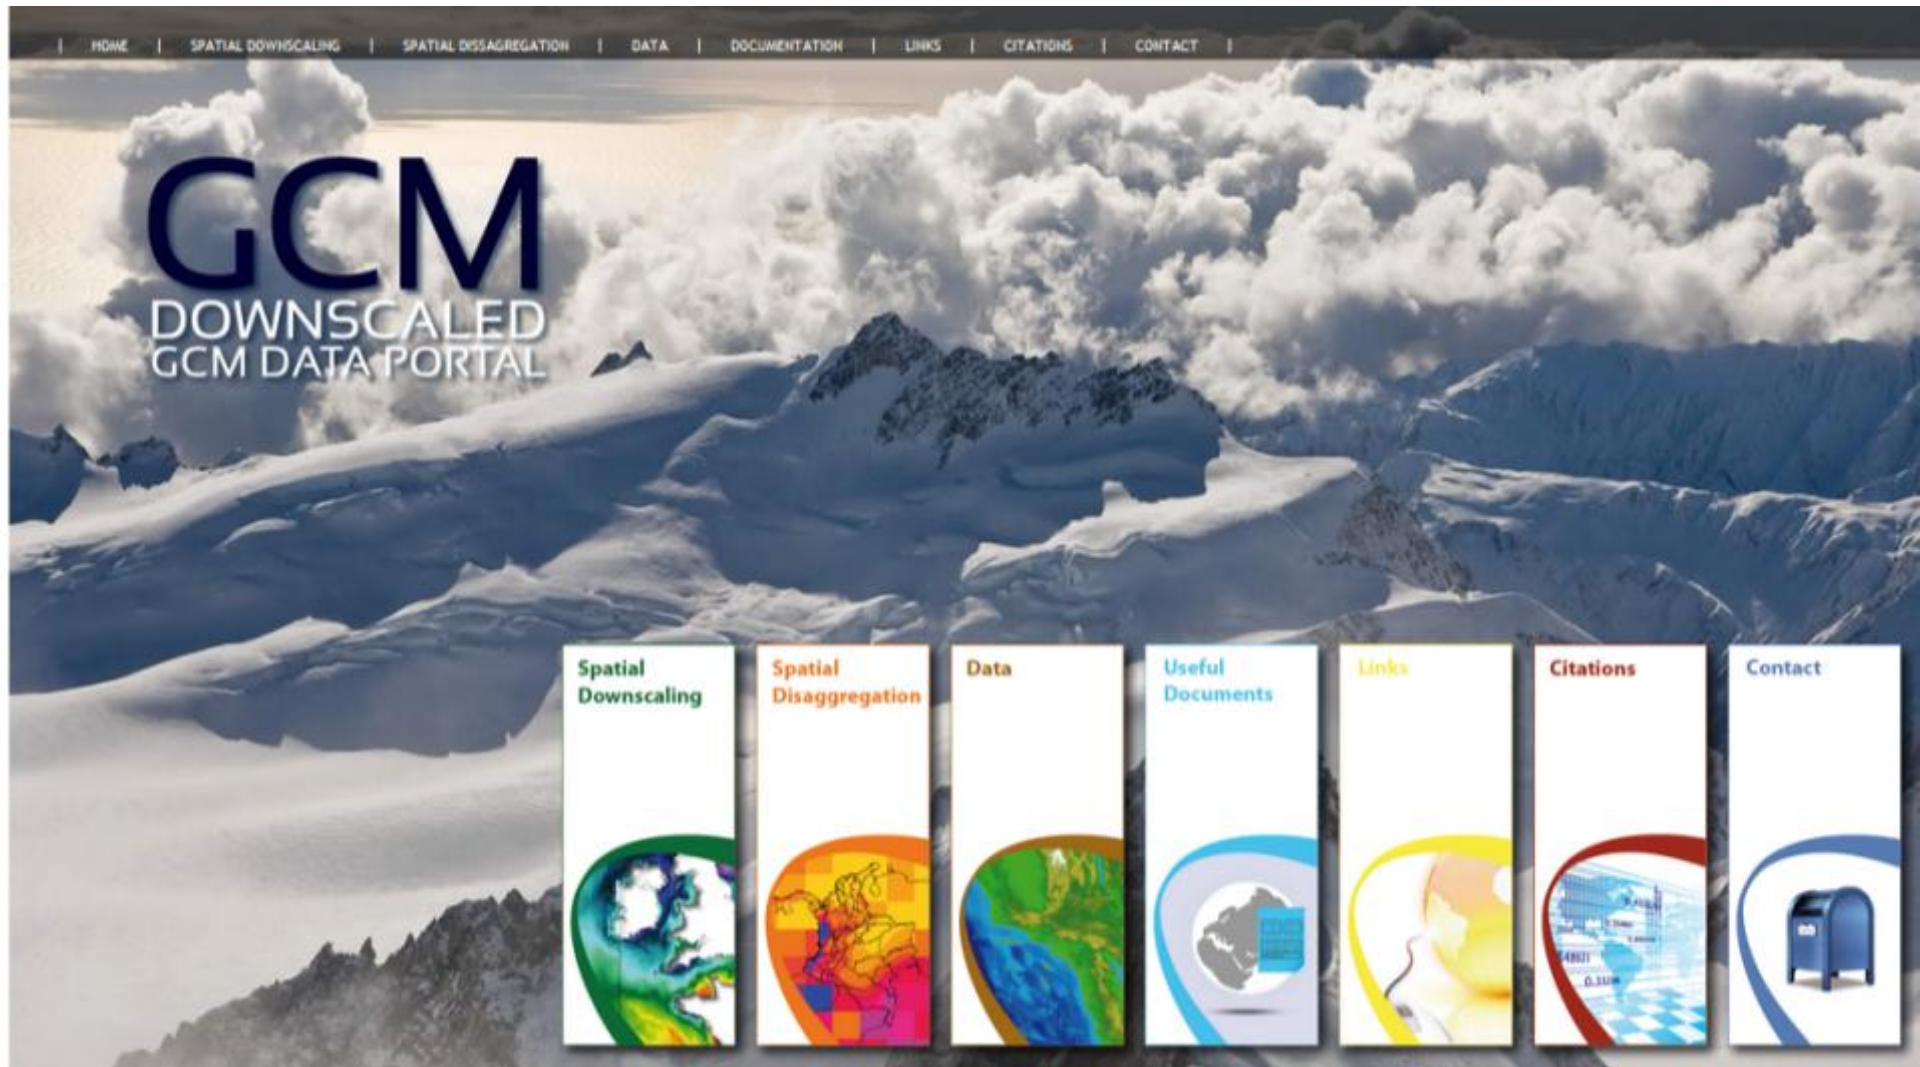 | HOME | SPATIAL DOWNSCALING | SPATIAL DISSAGREGATION | DATA | DOCUMENTATION | LINKS | CITATIONS | CONTACT |
GCM
DOWNSCALED
GCM DATA PORTAL
Spatial
Downscaling
Spatial
Disaggregation
Data
Useful
Documents
Links
Citations
Contact